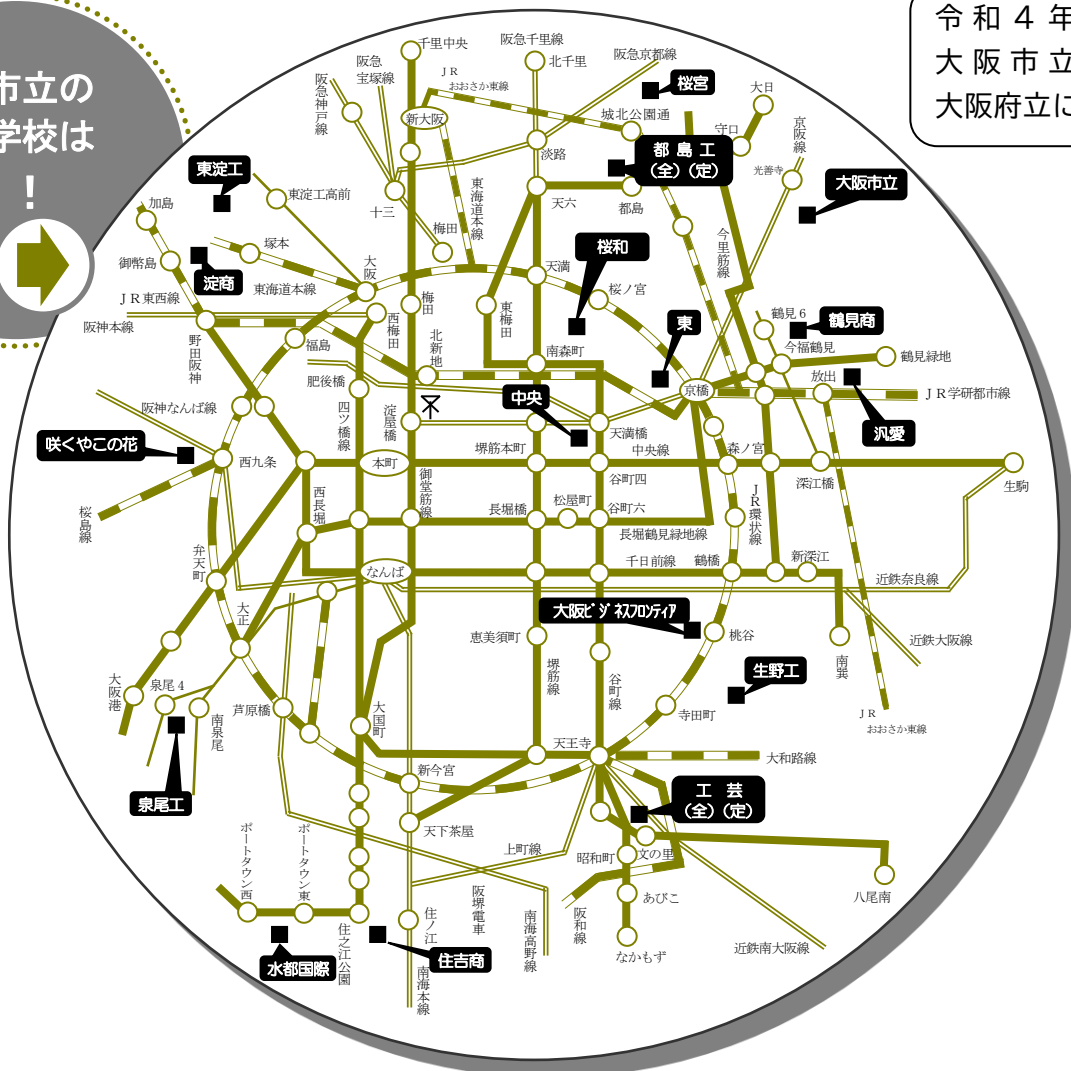 市立の
学校は
！
令和４年
大阪市立
大阪府立に
千里中央
阪急千里線
北千里
阪急京都線
阪急
宝塚線
阪急神戸線
ＪＲ
おおさか東線
桜宮
大日
新大阪
城北公園通
守口
京阪線
都島工
(全)(定)
淡路
光善寺
大阪市立
東淀工
東淀工高前
十三
東海道本線
天六
都島
加島
塚本
梅田
桜和
今里筋線
御幣島
淀商
大阪
天満
東海道本線
ＪＲ東西線
梅田
東梅田
桜ノ宮
阪神本線
西梅田
鶴見６
鶴見商
東
野田阪神
福島
北新地
南森町
今福鶴見
鶴見緑地
肥後橋
放出
京橋
ＪＲ学研都市線
中央
阪神なんば線
四ツ橋線
淀屋橋
天満橋
汎愛
咲くやこの花
西九条
本町
堺筋本町
中央線
森ノ宮
深江橋
生駒
御堂筋線
谷町四
西長堀
長堀橋
松屋町
谷町六
ＪＲ環状線
桜島線
長堀鶴見緑地線
弁天町
なんば
千日前線
鶴橋
新深江
近鉄奈良線
大正
大阪ﾋﾞｼﾞﾈｽﾌﾛﾝﾃｨｱ
恵美須町
桃谷
近鉄大阪線
南巽
堺筋線
谷町線
生野工
大阪港
泉尾４
南泉尾
芦原橋
大国町
寺田町
ＪＲ
おおさか東線
天王寺
大和路線
泉尾工
新今宮
工芸
(全)(定)
天下茶屋
ポートタウン西
ポートタウン東
上町線
昭和町
文の里
八尾南
阪堺電車
あびこ
住ノ江
南海高野線
阪和線
住之江公園
近鉄南大阪線
なかもず
水都国際
住吉商
南海本線